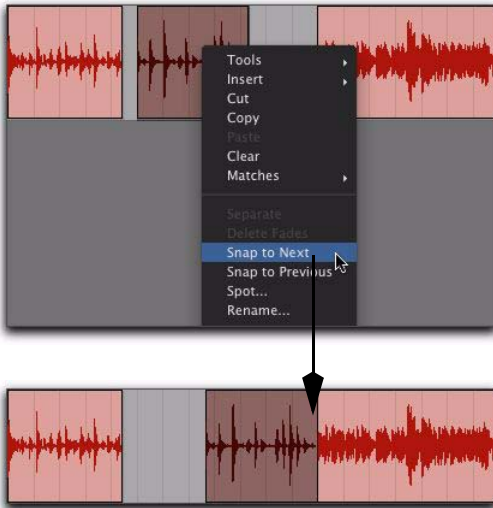 Tools
Insert
Cut
Copy
Paste
Clear
Matches
Separate
Delete Fades
Snap to Next
Snap to Previous
Spot...
Rename...